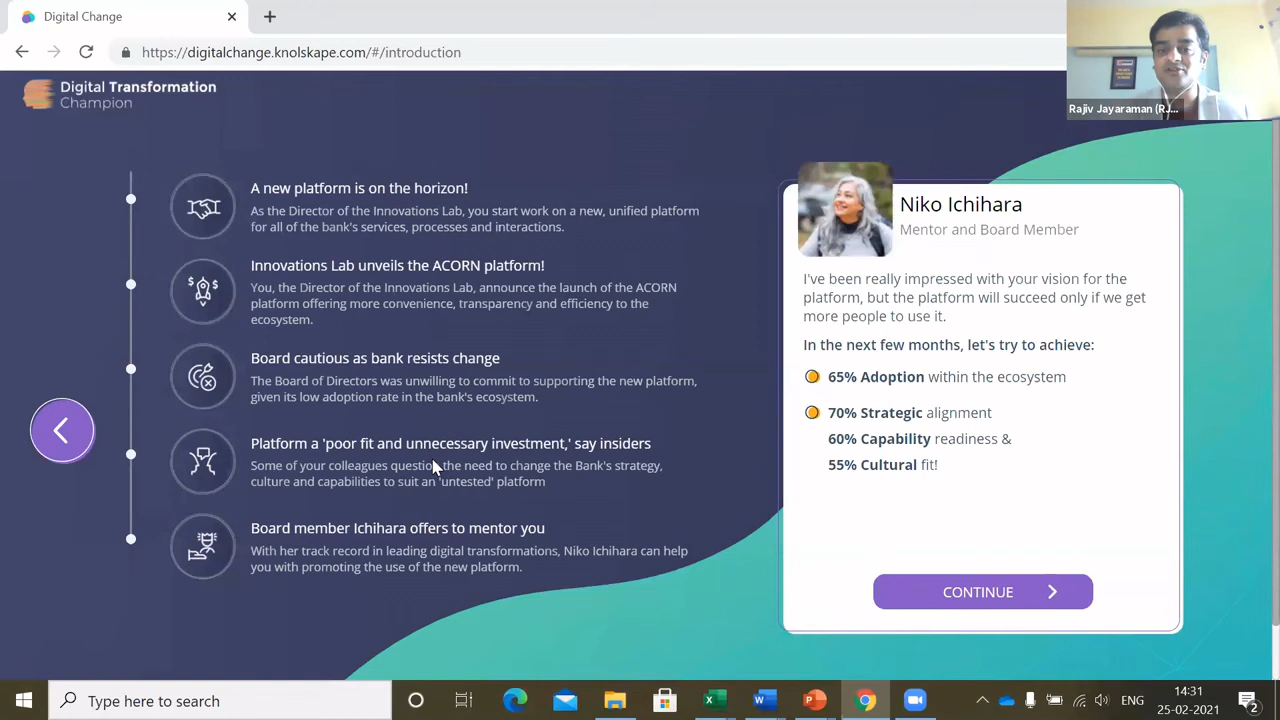 Digital Change
https://digitalchange.knolskape.com/#/introduction
Rajiv Jayaraman (RJ...
Digital Transformation
Champion
A new platform is on the horizon!
As the Director of the Innovations Lab, you start work on a new, unified platform
for all of the bank's services, processes and interactions.
Innovations Lab unveils the ACORN platform!
You, the Director of the Innovations Lab, announce the launch of the ACORN
platform offering more convenience, transparency and efficiency to the
ecosystem.
Board cautious as bank resists change
The Board of Directors was unwilling to commit to supporting the new platform,
given its low adoption rate in the bank's ecosystem.
Platform a 'poor fit and unnecessary investment,' say insiders
Some of your colleagues question the need to change the Bank's strategy,
culture and capabilities to suit an 'untested' platform
Board member Ichihara offers to mentor you
With her track record in leading digital transformations, Niko Ichihara can help
you with promoting the use of the new platform.
Niko Ichihara
Mentor and Board Member
I've been really impressed with your vision for the
platform, but the platform will succeed only if we get
more people to use it.
In the next few months, let's try to achieve:
65% Adoption within the ecosystem
70% Strategic alignment
60% Capability readiness &
55% Cultural fit!
CONTINUE
Type here to search
ENG
14:31
25-02-2021
2